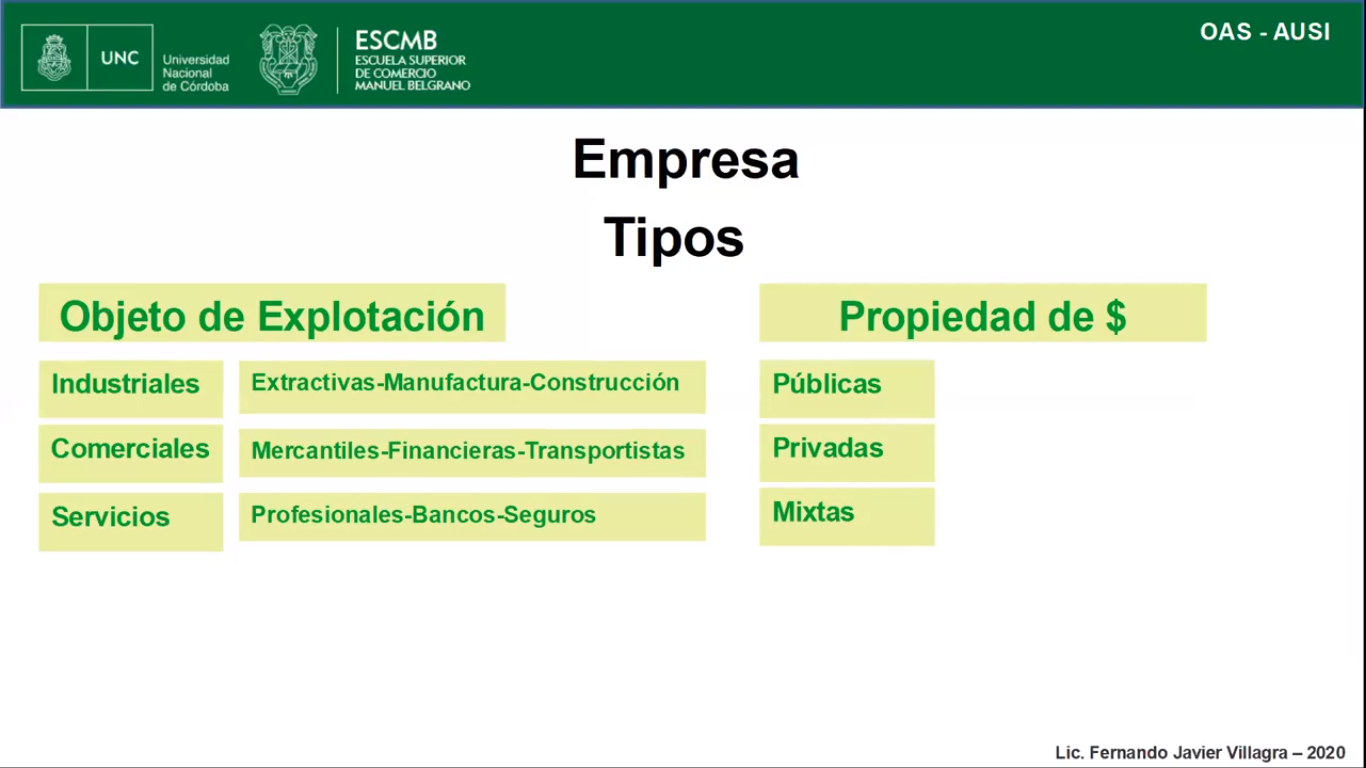 UNC
Universidad
Nacional
de Córdoba
ESCMB
ESCUELA SUPERIOR
DE COMERCIO
MANUEL BELGRANO
OAS - AUSI
Empresa
Tipos
Objeto de Explotación
Industriales
Extractivas-Manufactura-Construcción
Comerciales
Mercantiles-Financieras-Transportistas
Servicios
Profesionales-Bancos-Seguros
Propiedad de $
Públicas
Privadas
Mixtas
Lic. Fernando Javier Villagra – 2020